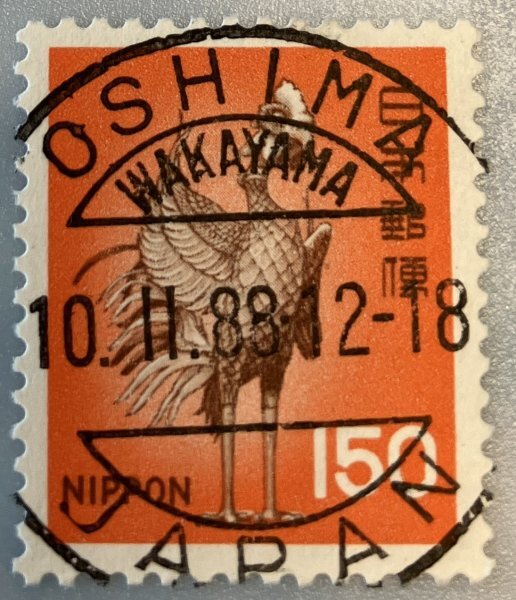 OSHIMA
WAKAYAMA
日本郵便
10.II.88.12-18
150
NIPPON
JAPAN